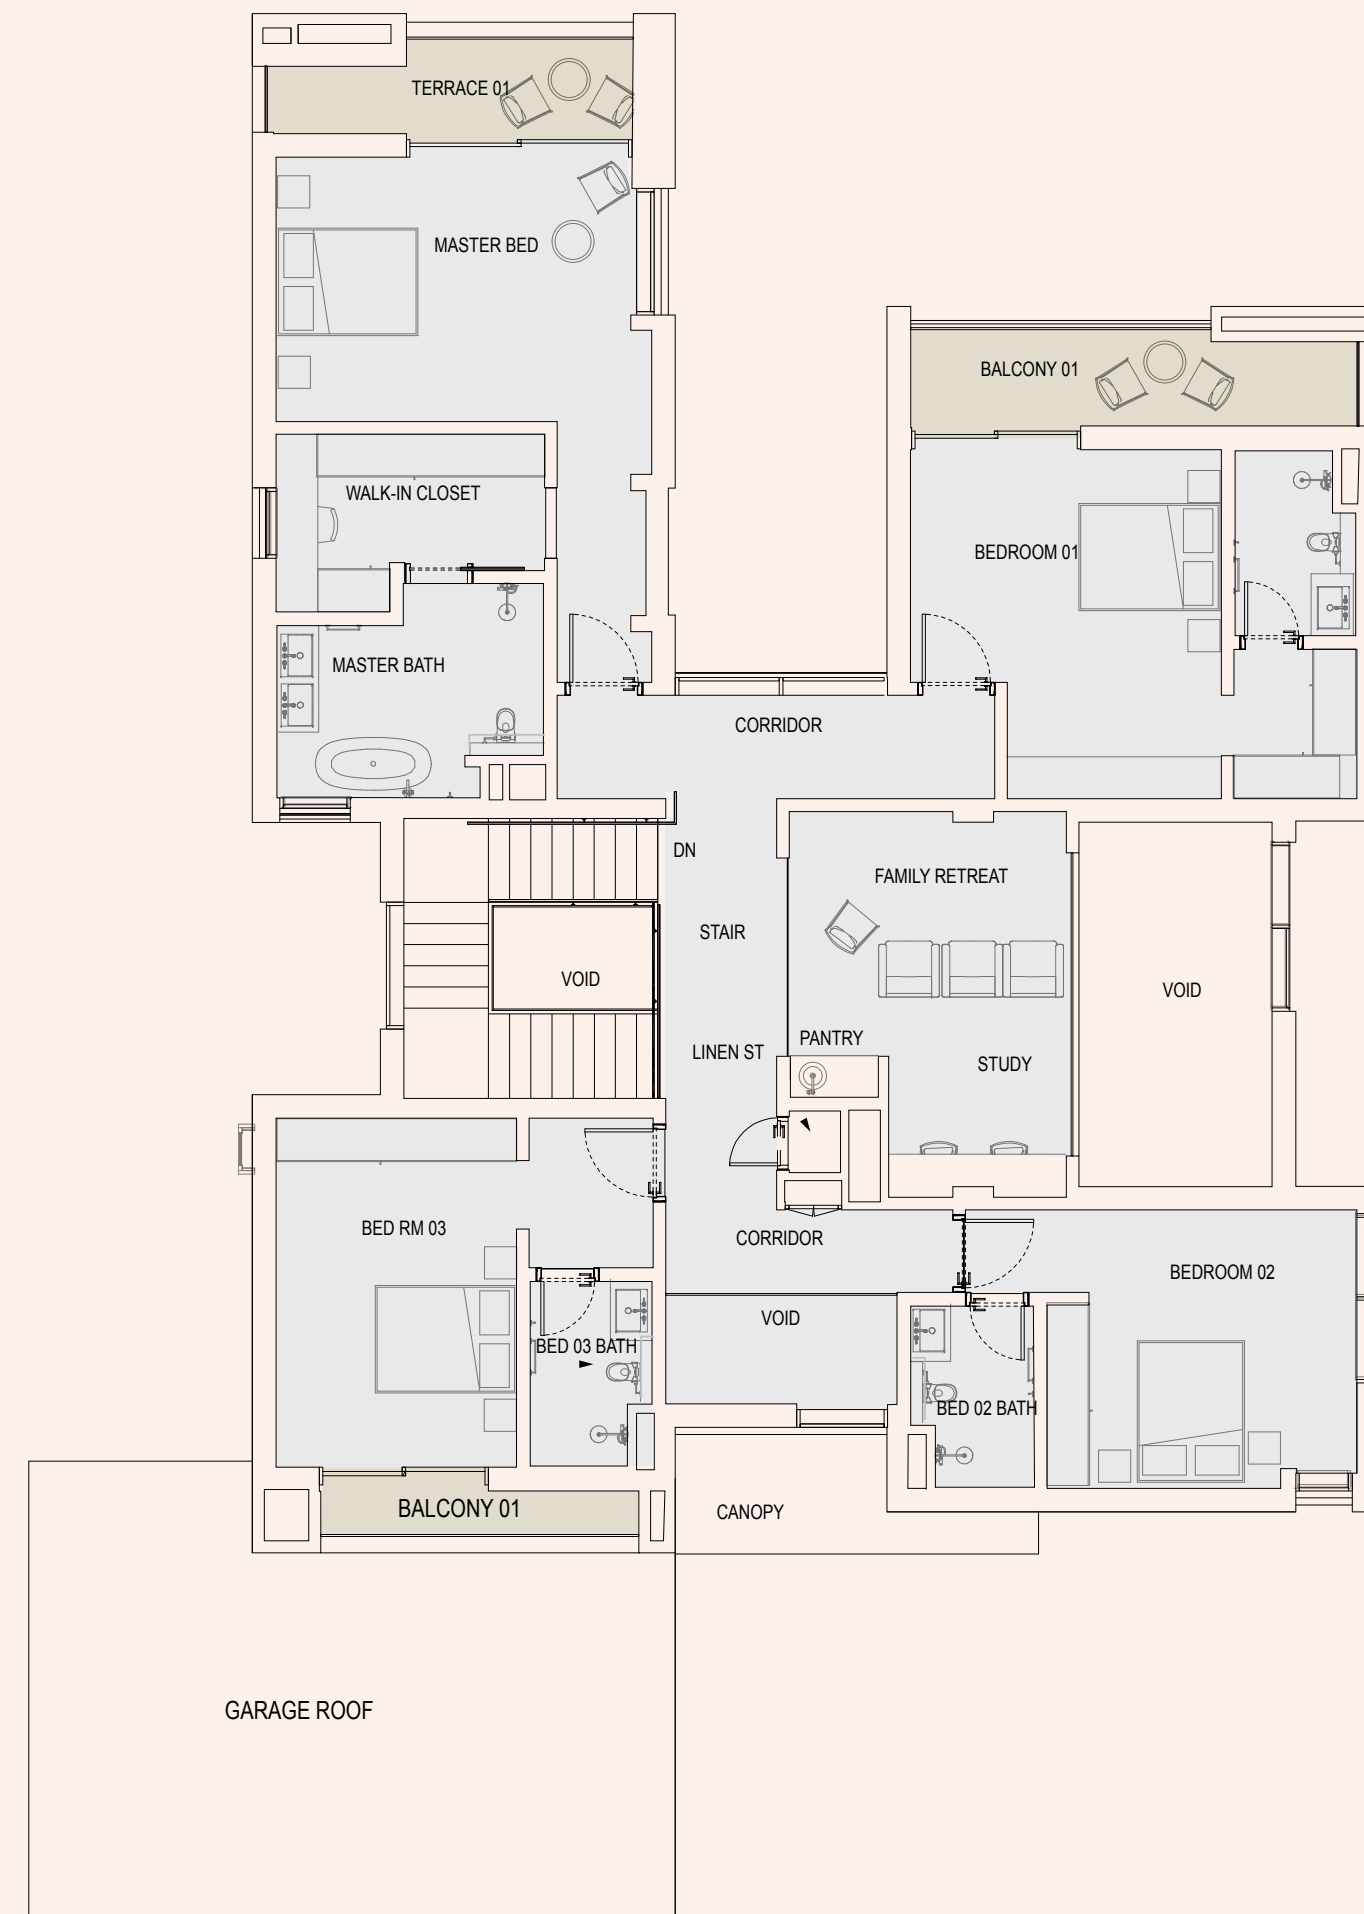 TERRACE 01
MASTER BED
BALCONY 01
WALK-IN CLOSET
BEDROOM 01
MASTER BATH
CORRIDOR
DN
FAMILY RETREAT
STAIR
VOID
VOID
PANTRY
LINEN ST
STUDY
BED RM 03
CORRIDOR
BEDROOM 02
VOID
BED 03 BATH
BED 02 BATH
BALCONY 01
CANOPY
GARAGE ROOF